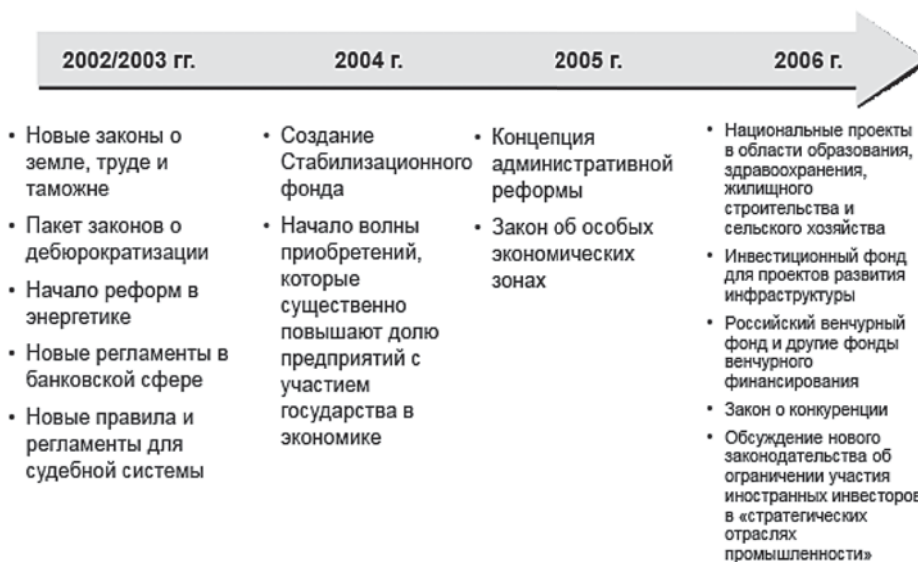 2002/2003 гг.
2004 г.
2005 г.
2006 г.
• Новые законы о
земле, труде и
таможне
• Пакет законов о
дебюрократизации
• Начало реформ в
энергетике
• Новые регламенты в
банковской сфере
• Новые правила и
регламенты для
судебной системы
• Создание
Стабилизационного
фонда
• Начало волны
приобретений,
которые
существенно
повышают долю
предприятий с
участием
государства в
экономике
• Концепция
административной
реформы
• Закон об особых
экономических
зонах
• Национальные проекты
в области образования,
здравоохранения,
жилищного
строительства и
сельского хозяйства
• Инвестиционный фонд
для проектов развития
инфраструктуры
• Российский венчурный
фонд и другие фонды
венчурного
финансирования
• Закон о конкуренции
• Обсуждение нового
законодательства об
ограничении участия
иностранных инвесторов
в «стратегических
отраслях
промышленности»